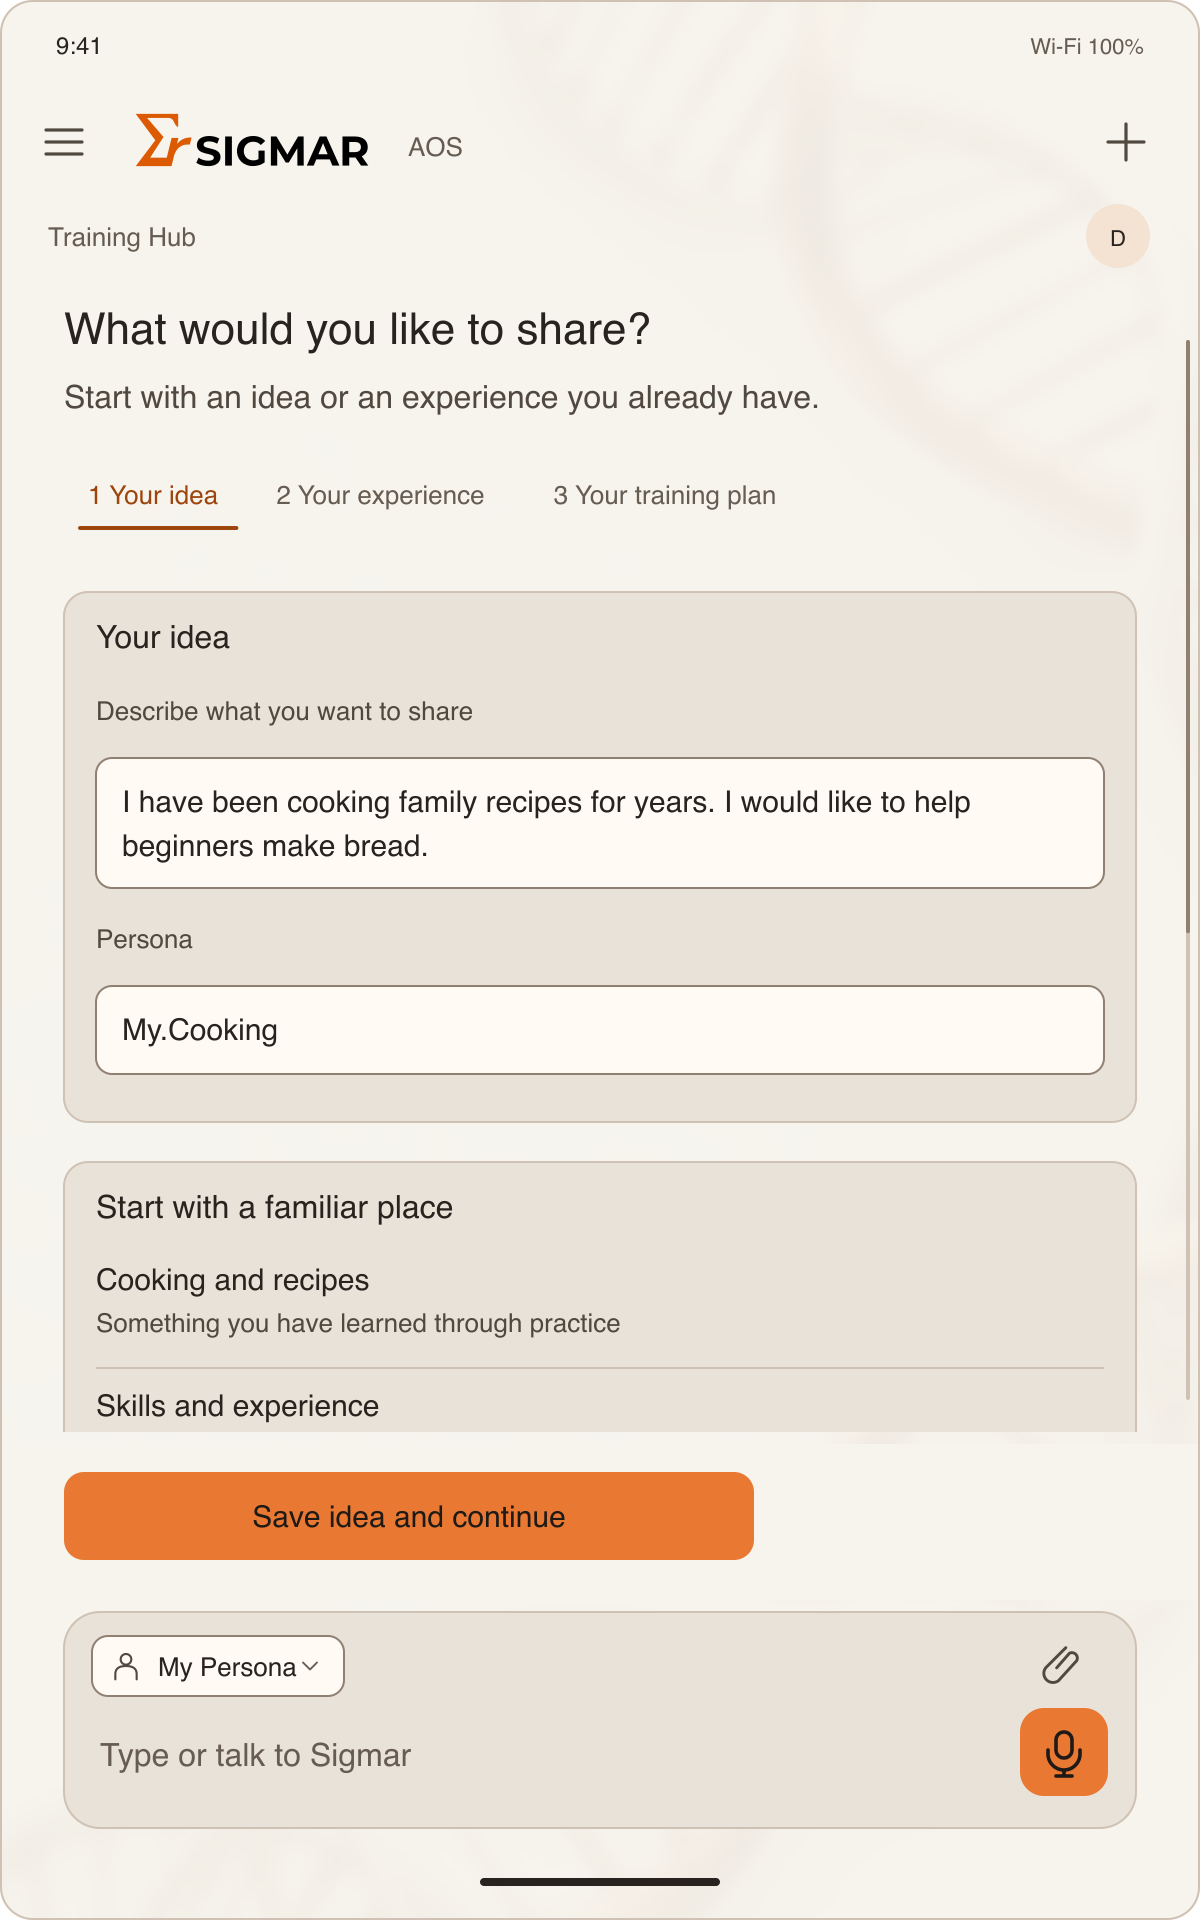 9:41
Wi-Fi 100%
Σr SIGMAR AOS
Training Hub
D
What would you like to share?
Start with an idea or an experience you already have.
1 Your idea
2 Your experience
3 Your training plan
Your idea
Describe what you want to share
I have been cooking family recipes for years. I would like to help
beginners make bread.
Persona
My.Cooking
Start with a familiar place
Cooking and recipes
Something you have learned through practice
Skills and experience
Save idea and continue
My Persona
Type or talk to Sigmar